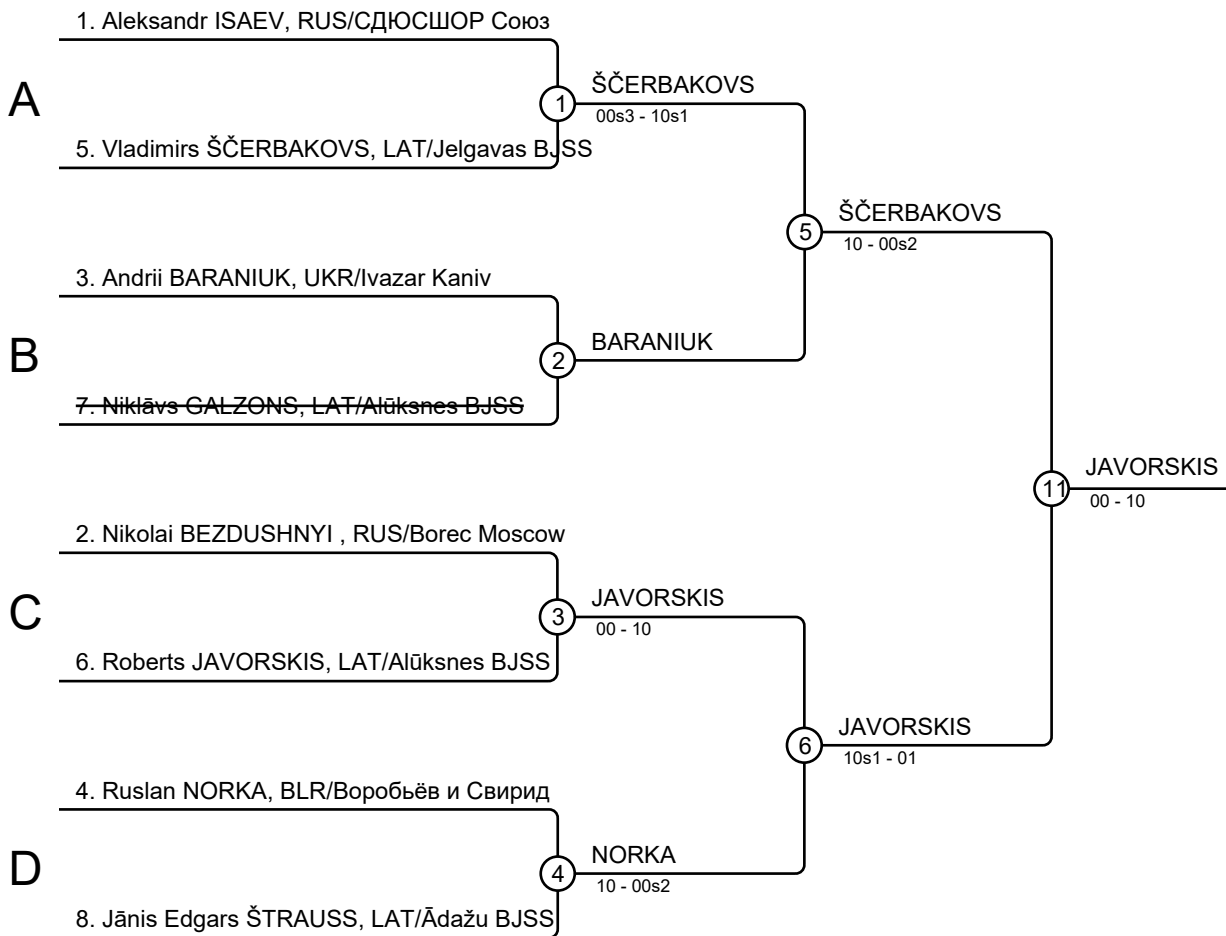 1. Aleksandr ISAEV, RUS/СДЮСШОР Союз
A
1
ŠČERBAKOVS
00s3 - 10s1
5. Vladimirs ŠČERBAKOVS, LAT/Jelgavas BJSS
5
ŠČERBAKOVS
10 - 00s2
3. Andrii BARANIUK, UKR/Ivazar Kaniv
B
2
BARANIUK
7. Niklāvs GALZONS, LAT/Alūksnes BJSS
11
JAVORSKIS
00 - 10
2. Nikolai BEZDUSHNYI , RUS/Borec Moscow
C
3
JAVORSKIS
00 - 10
6. Roberts JAVORSKIS, LAT/Alūksnes BJSS
6
JAVORSKIS
10s1 - 01
4. Ruslan NORKA, BLR/Воробьёв и Свирид
D
4
NORKA
10 - 00s2
8. Jānis Edgars ŠTRAUSS, LAT/Ādažu BJSS